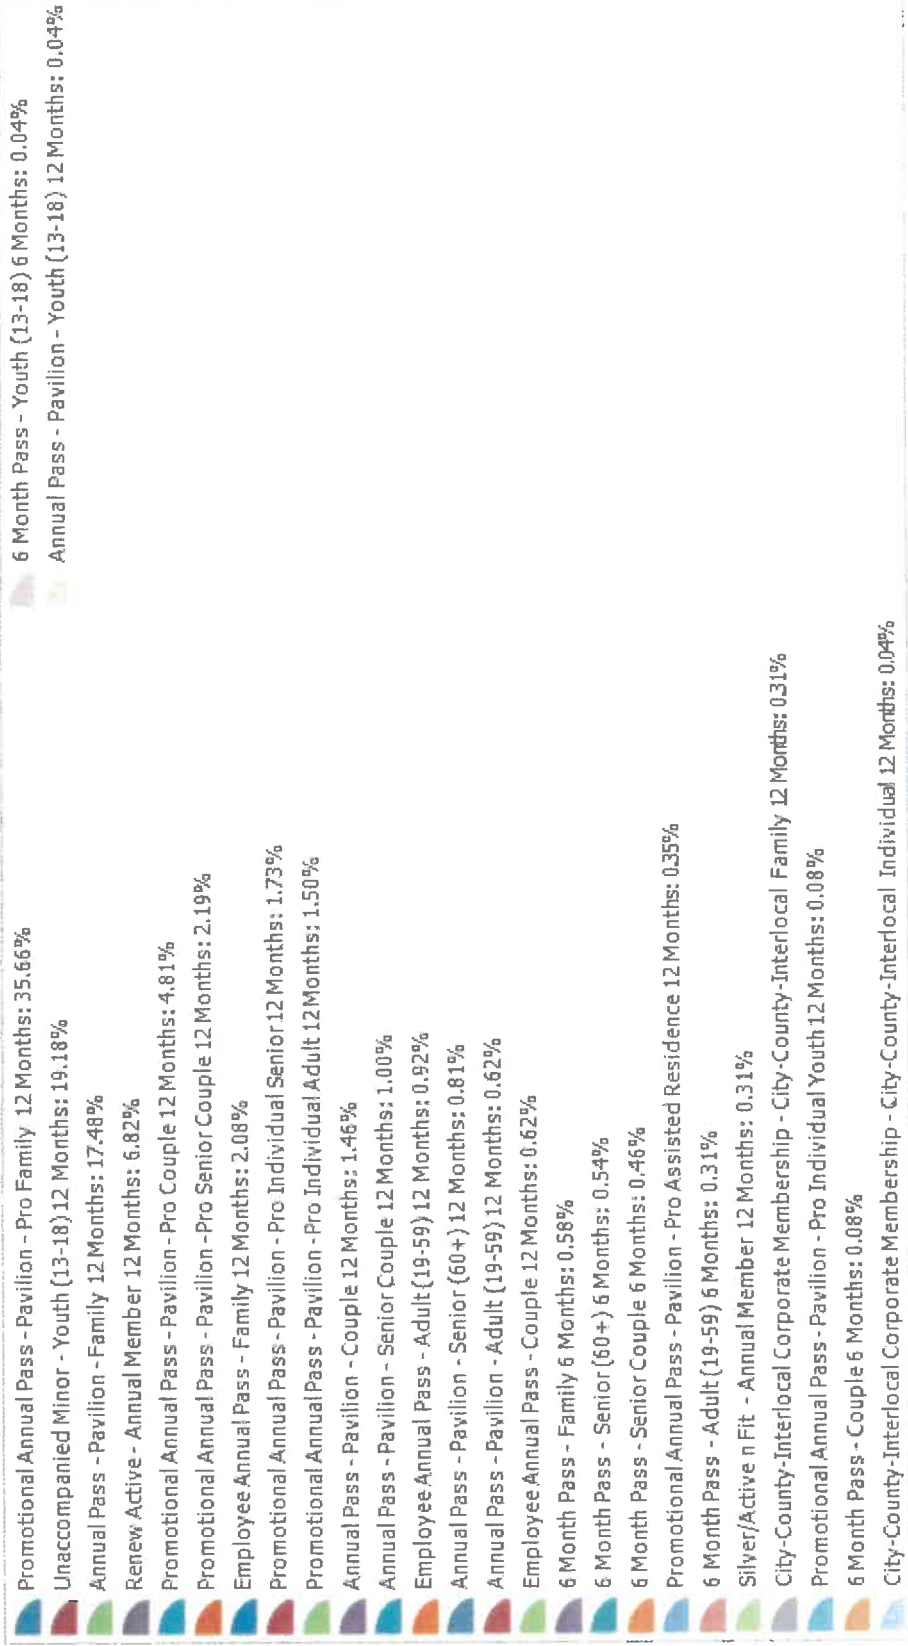 Promotional Annual Pass - Pavilion - Pro Family 12 Months: 35.66%
Unaccompanied Minor - Youth (13-18) 12 Months: 19.18%
Annual Pass - Pavilion - Family 12 Months: 17.48%
Renew Active - Annual Member 12 Months: 6.82%
Promotional Annual Pass - Pavilion - Pro Couple 12 Months: 4.81%
Promotional Annual Pass - Pavilion - Pro Senior Couple 12 Months: 2.19%
Employee Annual Pass - Family 12 Months: 2.08%
Promotional Annual Pass - Pavilion - Pro Individual Senior 12 Months: 1.73%
Promotional Annual Pass - Pavilion - Pro Individual Adult 12 Months: 1.50%
Annual Pass - Pavilion - Couple 12 Months: 1.46%
Annual Pass - Pavilion - Senior Couple 12 Months: 1.00%
Employee Annual Pass - Adult (19-59) 12 Months: 0.92%
Annual Pass - Pavilion - Senior (60+) 12 Months: 0.81%
Annual Pass - Pavilion - Adult (19-59) 12 Months: 0.62%
Employee Annual Pass - Couple 12 Months: 0.62%
6 Month Pass - Family 6 Months: 0.58%
6 Month Pass - Senior (60+) 6 Months: 0.54%
6 Month Pass - Senior Couple 6 Months: 0.46%
Promotional Annual Pass - Pavilion - Pro Assisted Residence 12 Months: 0.35%
6 Month Pass - Adult (19-59) 6 Months: 0.31%
Silver/Active n Fit - Annual Member 12 Months: 0.31%
City-County-Interlocal Corporate Membership - City-County-Interlocal Family 12 Months: 0.31%
Promotional Annual Pass - Pavilion - Pro Individual Youth 12 Months: 0.08%
6 Month Pass - Couple 6 Months: 0.08%
City-County-Interlocal Corporate Membership - City-County-Interlocal Individual 12 Months: 0.04%
6 Month Pass - Youth (13-18) 6 Months: 0.04%
Annual Pass - Pavilion - Youth (13-18) 12 Months: 0.04%